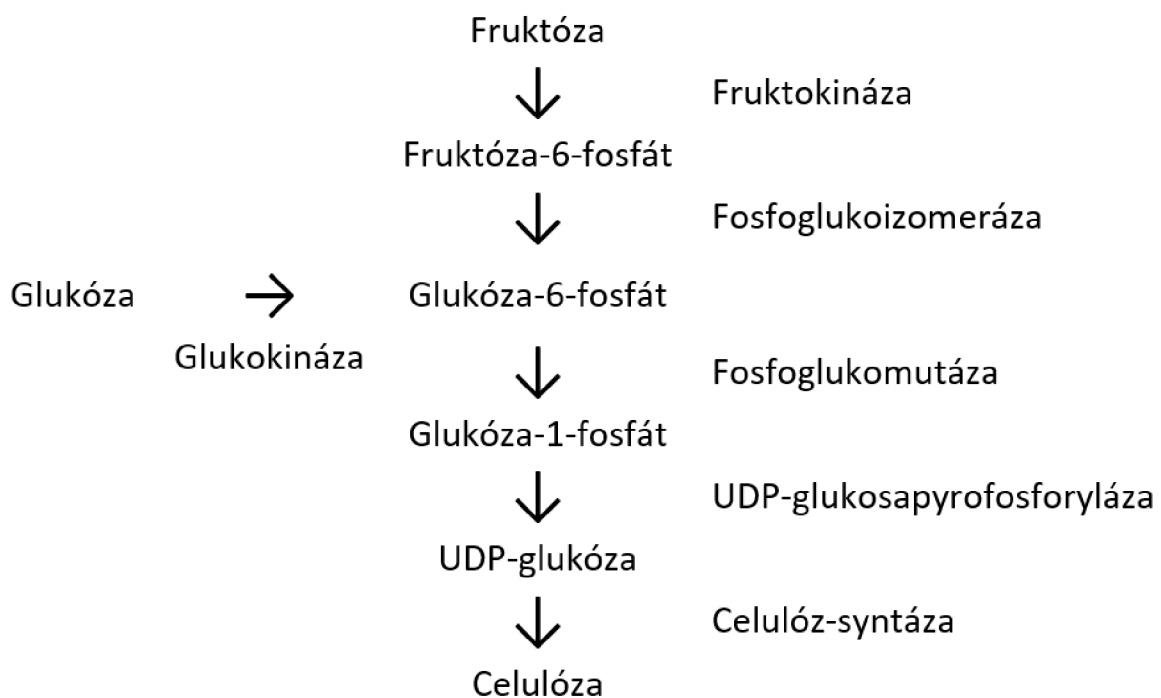 Fruktóza
Fruktokináza
Fruktóza-6-fosfát
Fosfoglukoizomeráza
Glukóza
Glukóza-6-fosfát
Glukokináza
Fosfoglukomutáza
Glukóza-1-fosfát
UDP-glukosapyrofosforyláza
UDP-glukóza
Celulóz-syntáza
Celulóza